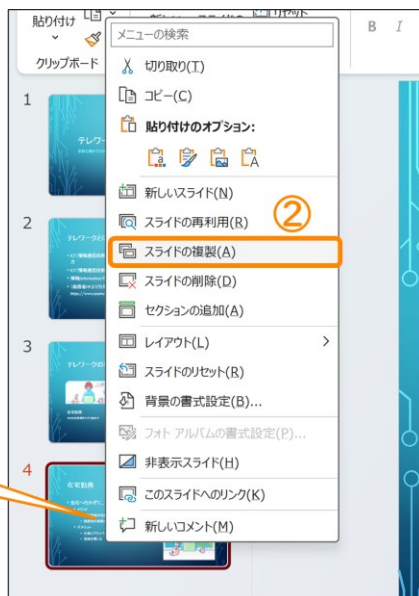 貼り付け
リセット
B I
クリップボード
メニューの検索
切り取り(T)
コピー(C)
貼り付けのオプション:
新しいスライド(N)
スライドの再利用(R)
②
スライドの複製(A)
スライドの削除(D)
セクションの追加(A)
レイアウト(L)
スライドのリセット(R)
背景の書式設定(B)...
フォト アルバムの書式設定(P)...
非表示スライド(H)
このスライドへのリンク(K)
新しいコメント(M)
1
2
3
4
在宅勤務